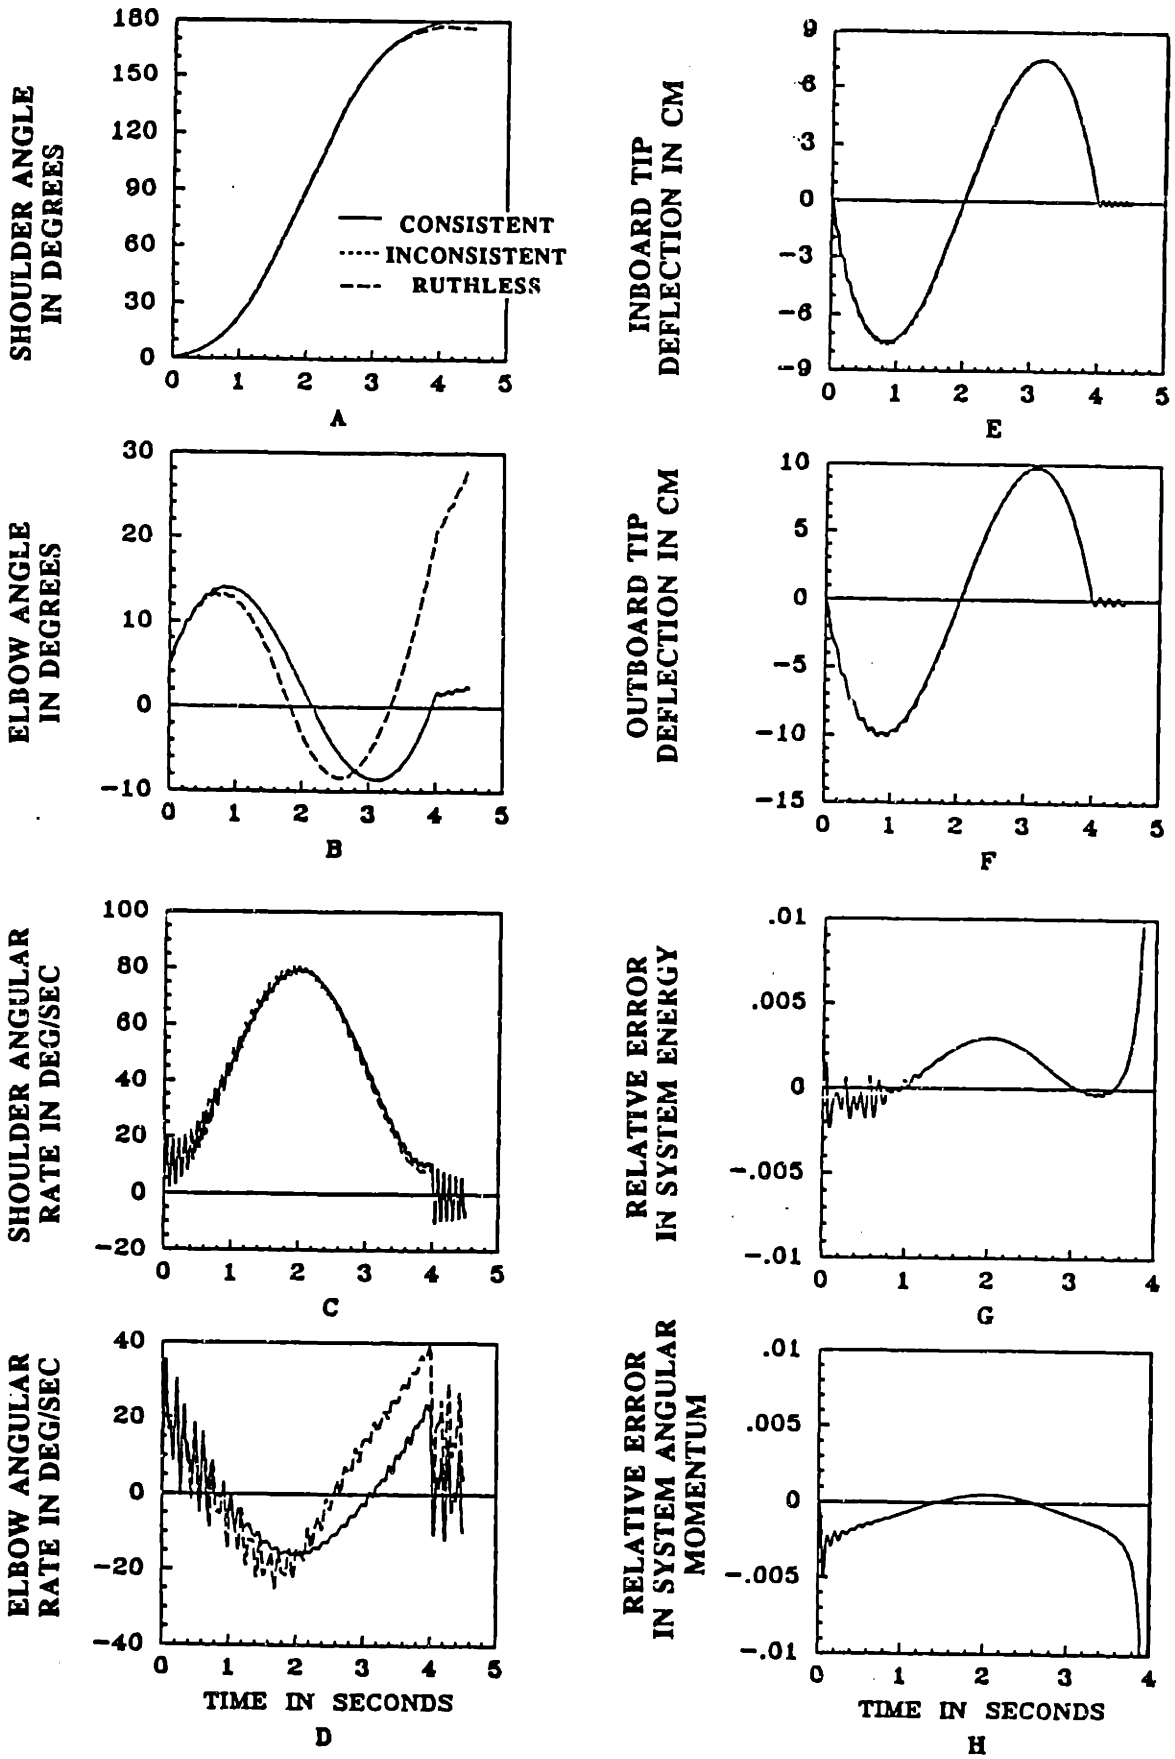 SHOULDER ANGLE
IN DEGREES
180
150
120
90
60
30
0
0 1 2 3 4 5
CONSISTENT
INCONSISTENT
RUTHLESS
A
ELBOW ANGLE
IN DEGREES
30
20
10
0
-10
0 1 2 3 4 5
B
SHOULDER ANGULAR
RATE IN DEG/SEC
100
80
60
40
20
0
-20
0 1 2 3 4 5
C
ELBOW ANGULAR
RATE IN DEG/SEC
40
20
0
-20
-40
0 1 2 3 4 5
TIME IN SECONDS
D
INBOARD TIP
DEFLECTION IN CM
9
6
3
0
-3
-6
-9
0 1 2 3 4 5
E
OUTBOARD TIP
DEFLECTION IN CM
10
5
0
-5
-10
-15
0 1 2 3 4 5
F
RELATIVE ERROR
IN SYSTEM ENERGY
.01
.005
0
-.005
-.01
0 1 2 3 4
G
RELATIVE ERROR
IN SYSTEM ANGULAR
MOMENTUM
.01
.005
0
-.005
-.01
0 1 2 3 4
TIME IN SECONDS
H